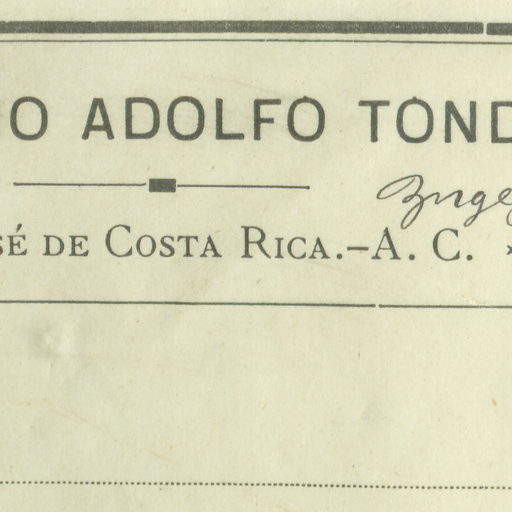 O ADOLFO TOND
SÉ DE COSTA RICA.–A. C.